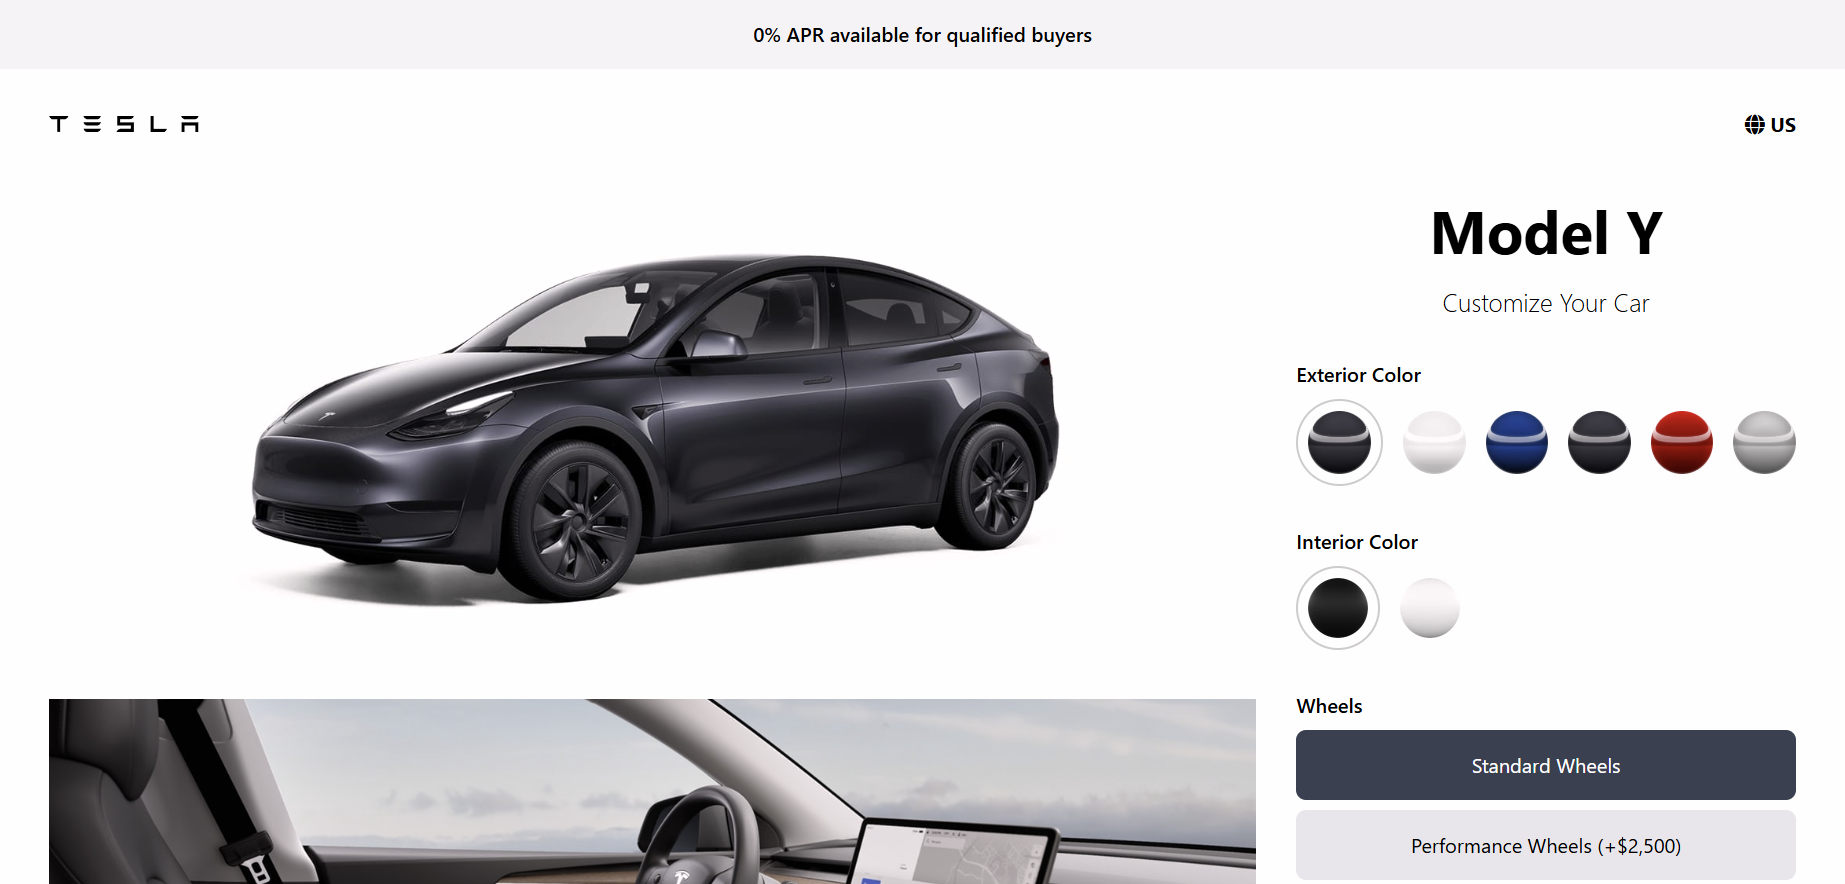 0% APR available for qualified buyers
TESLA
US
Model Y
Customize Your Car
Exterior Color
Interior Color
Wheels
Standard Wheels
Performance Wheels (+$2,500)